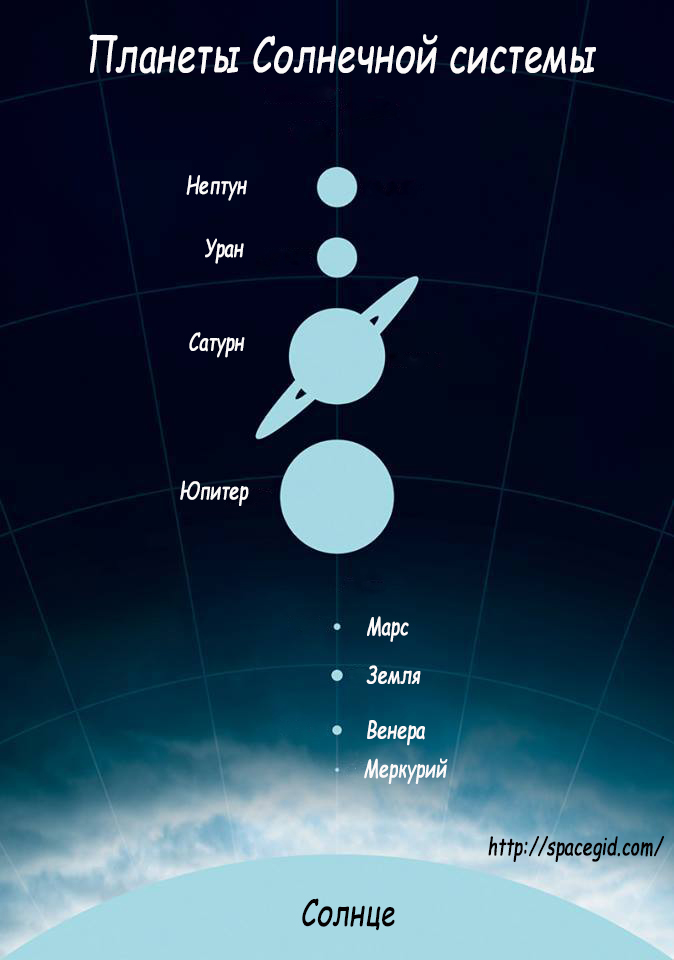 Планеты Солнечной системы
Нептун
Уран
Сатурн
Юпитер
Марс
Земля
Венера
Меркурий
http://spacegid.com/
Солнце